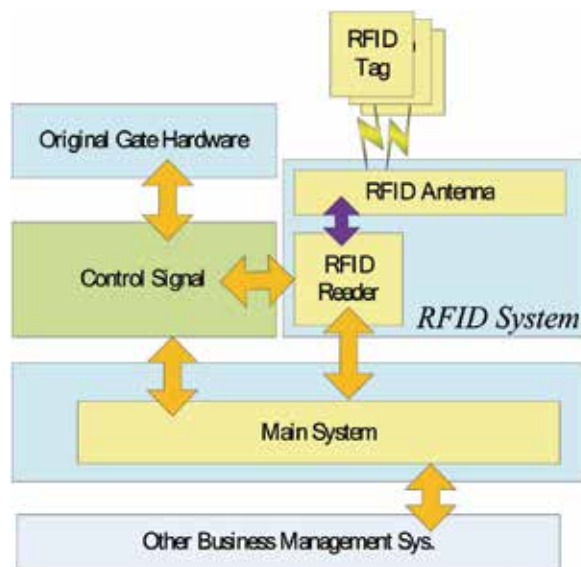 RFID
Tag
Original Gate Hardware
RFID Antenna
Control Signal
RFID
Reader
RFID System
Main System
Other Business Management Sys.